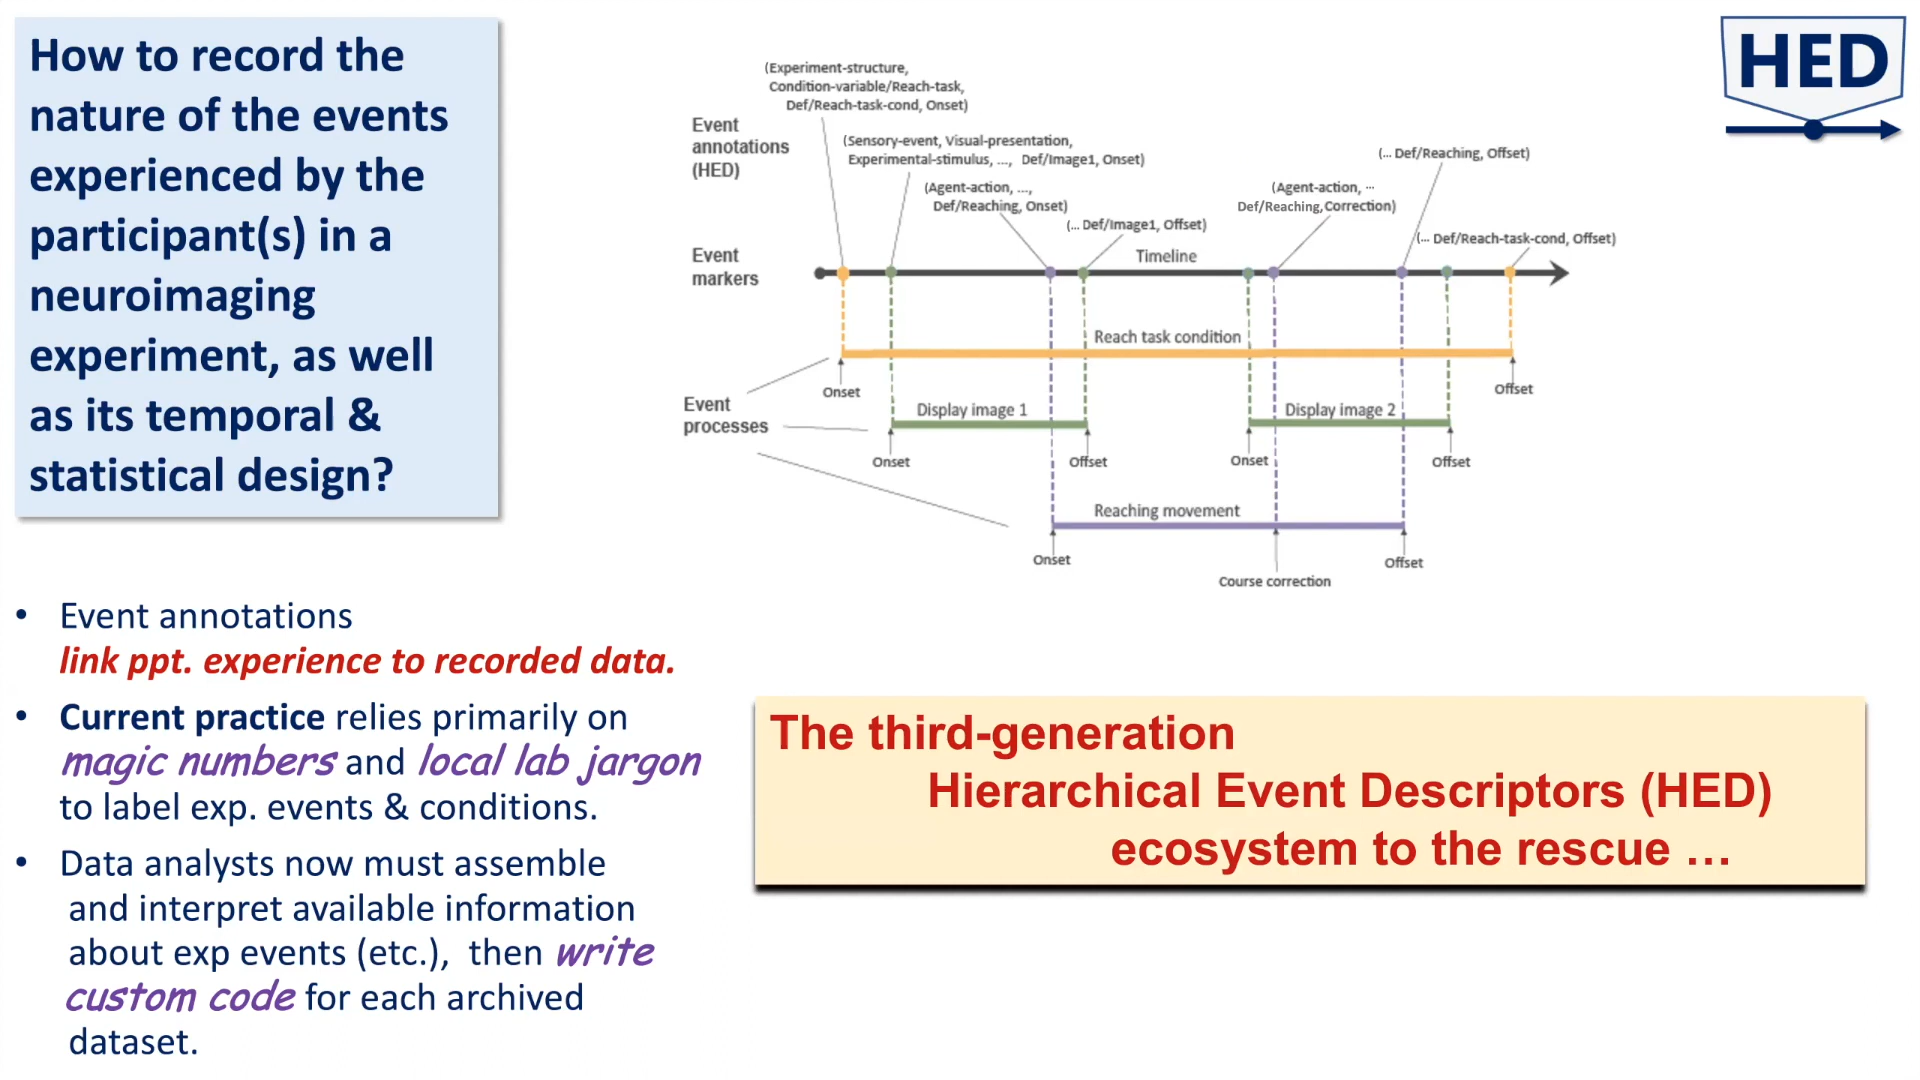 How to record the
nature of the events
experienced by the
participant(s) in a
neuroimaging
experiment, as well
as its temporal &
statistical design?
HED
(Experiment-structure,
Condition-variable/Reach-task,
Def/Reach-task-cond, Onset)
Event
annotations
(HED)
(Sensory-event, Visual-presentation,
Experimental-stimulus, ..., Def/Image1, Onset)
(Agent-action, ...,
Def/Reaching, Onset)
(... Def/Image1, Offset)
(Agent-action, ...
Def/Reaching, Correction)
(... Def/Reaching, Offset)
(... Def/Reach-task-cond, Offset)
Event
markers
Timeline
Reach task condition
Onset
Offset
Event
processes
Display image 1
Display image 2
Onset
Offset
Onset
Offset
Reaching movement
Onset
Offset
Course correction
• Event annotations
link ppt. experience to recorded data.
• Current practice relies primarily on
magic numbers and local lab jargon
to label exp. events & conditions.
• Data analysts now must assemble
and interpret available information
about exp events (etc.), then write
custom code for each archived
dataset.
The third-generation
Hierarchical Event Descriptors (HED)
ecosystem to the rescue ...